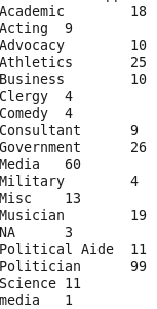 Academic 18
Acting 9
Advocacy 10
Athletics 25
Business 10
Clergy 4
Comedy 4
Consultant 9
Government 26
Media 60
Military 4
Misc 13
Musician 19
NA 3
Political Aide 11
Politician 99
Science 11
media 1